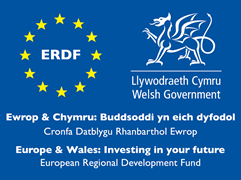 ERDF
Llywodraeth Cymru
Welsh Government
Ewrop & Chymru: Buddsoddi yn eich dyfodol
Cronfa Datblygu Rhanbarthol Ewrop
Europe & Wales: Investing in your future
European Regional Development Fund